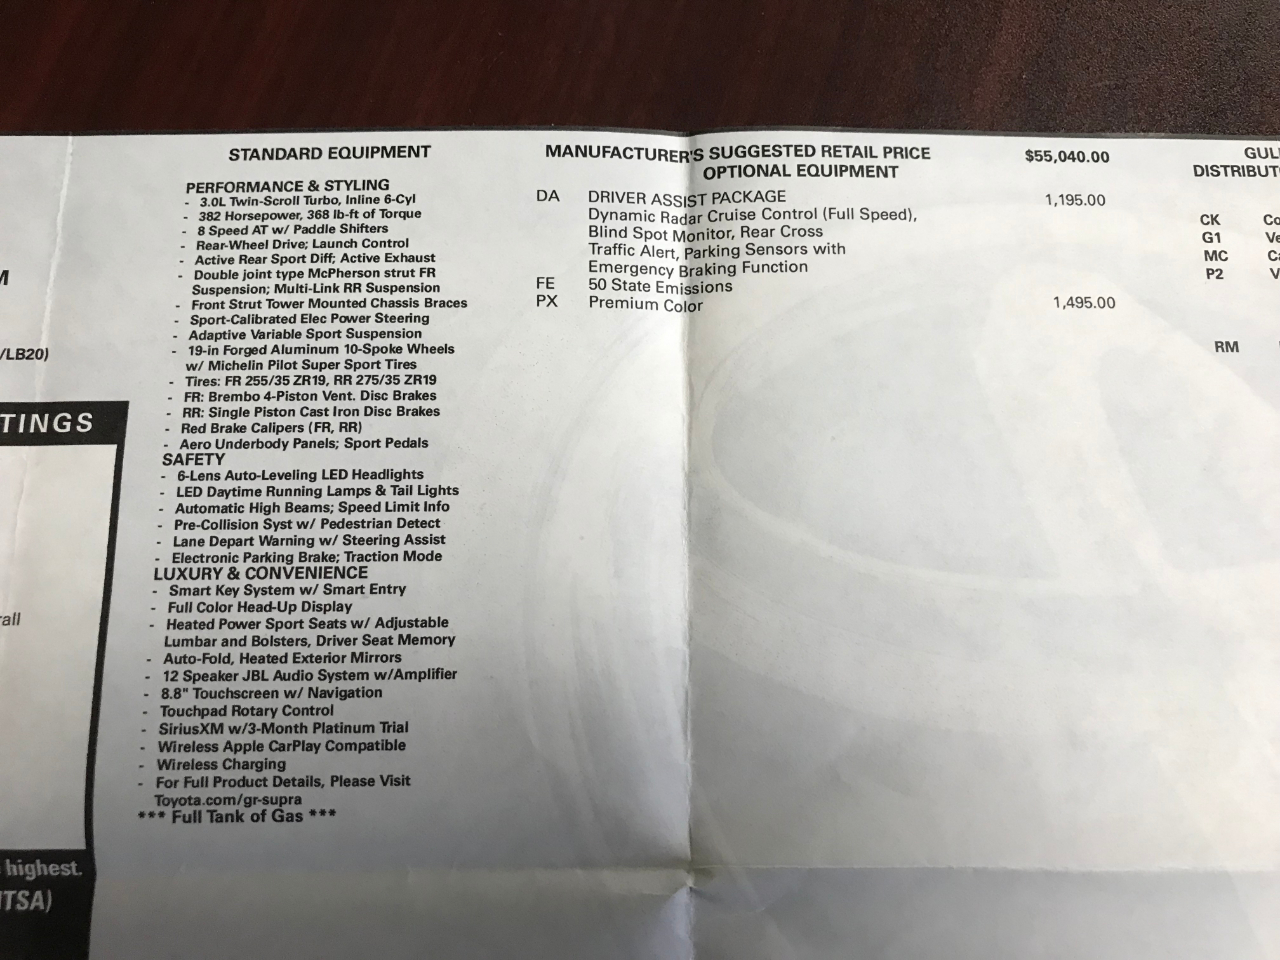 STANDARD EQUIPMENT
PERFORMANCE & STYLING
- 3.0L Twin-Scroll Turbo, Inline 6-Cyl
- 382 Horsepower, 368 lb-ft of Torque
- 8 Speed AT w/ Paddle Shifters
- Rear-Wheel Drive; Launch Control
- Active Rear Sport Diff; Active Exhaust
- Double joint type McPherson strut FR
Suspension; Multi-Link RR Suspension
- Front Strut Tower Mounted Chassis Braces
- Sport-Calibrated Elec Power Steering
- Adaptive Variable Sport Suspension
- 19-in Forged Aluminum 10-Spoke Wheels
w/ Michelin Pilot Super Sport Tires
- Tires: FR 255/35 ZR19, RR 275/35 ZR19
- FR: Brembo 4-Piston Vent. Disc Brakes
- RR: Single Piston Cast Iron Disc Brakes
- Red Brake Calipers (FR, RR)
- Aero Underbody Panels; Sport Pedals
SAFETY
- 6-Lens Auto-Leveling LED Headlights
- LED Daytime Running Lamps & Tail Lights
- Automatic High Beams; Speed Limit Info
- Pre-Collision Syst w/ Pedestrian Detect
- Lane Depart Warning w/ Steering Assist
- Electronic Parking Brake; Traction Mode
LUXURY & CONVENIENCE
- Smart Key System w/ Smart Entry
- Full Color Head-Up Display
- Heated Power Sport Seats w/ Adjustable
Lumbar and Bolsters, Driver Seat Memory
- Auto-Fold, Heated Exterior Mirrors
- 12 Speaker JBL Audio System w/Amplifier
- 8.8" Touchscreen w/ Navigation
- Touchpad Rotary Control
- SiriusXM w/3-Month Platinum Trial
- Wireless Apple CarPlay Compatible
- Wireless Charging
- For Full Product Details, Please Visit
Toyota.com/gr-supra
*** Full Tank of Gas ***
MANUFACTURER'S SUGGESTED RETAIL PRICE $55,040.00
OPTIONAL EQUIPMENT
DA DRIVER ASSIST PACKAGE 1,195.00
Dynamic Radar Cruise Control (Full Speed),
Blind Spot Monitor, Rear Cross
Traffic Alert, Parking Sensors with
Emergency Braking Function
FE 50 State Emissions
PX Premium Color 1,495.00
GUL
DISTRIBUT
CK Co
G1 Ve
MC Ca
P2 V
RM
/LB20)
TINGS
all
highest.
TSA)